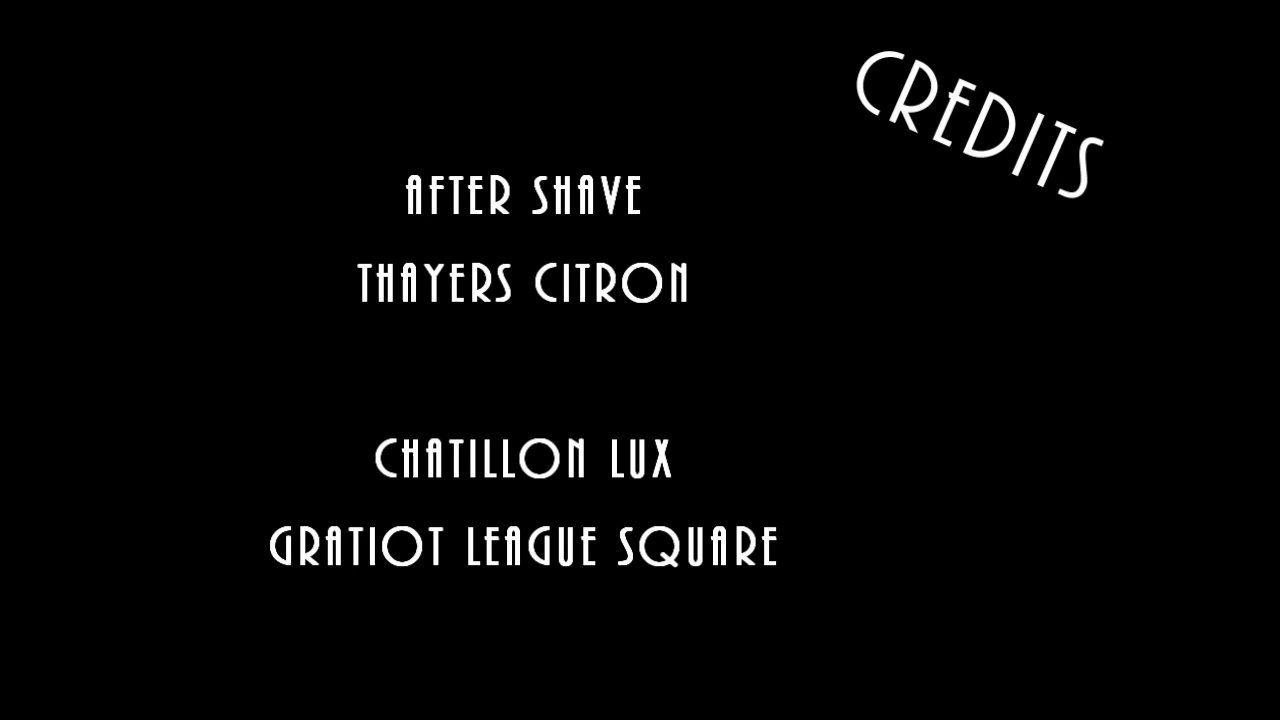 CREDITS
AFTER SHAVE
THAYERS CITRON
CHATILLON LUX
GRATIOT LEAGUE SQUARE